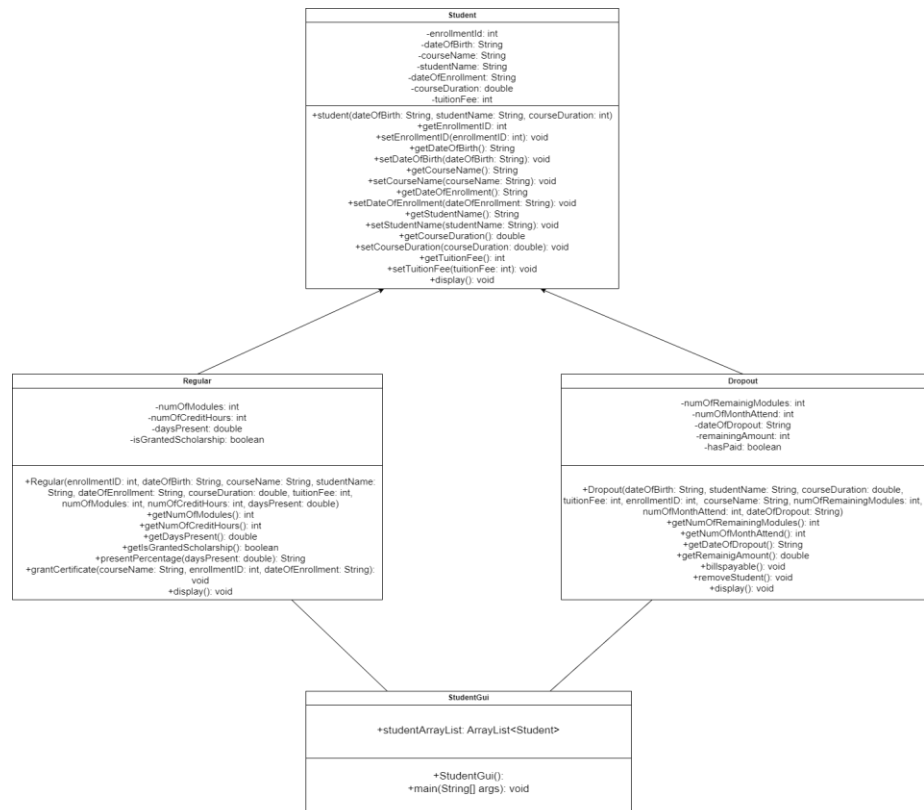 Student
-enrollmentId: int
-dateOfBirth: String
-courseName: String
-studentName: String
-dateOfEnrollment: String
-courseDuration: double
-tuitionFee: int
+student(dateOfBirth: String, studentName: String, courseDuration: int)
+getEnrollmentID: int
+setEnrollmentID(enrollmentID: int): void
+getDateOfBirth(): String
+setDateOfBirth(dateOfBirth: String): void
+getCourseName(): String
+setCourseName(courseName: String): void
+getDateOfEnrollment(): String
+setDateOfEnrollment(dateOfEnrollment: String): void
+getStudentName(): String
+setStudentName(studentName: String): void
+getCourseDuration(): double
+setCourseDuration(courseDuration: double): void
+getTuitionFee(): int
+setTuitionFee(tuitionFee: int): void
+display(): void
Regular
-numOfModules: int
-numOfCreditHours: int
-daysPresent: double
-isGrantedScholarship: boolean
+Regular(enrollmentID: int, dateOfBirth: String, courseName: String, studentName:
String, dateOfEnrollment: String, courseDuration: double, tuitionFee: int,
numOfModules: int, numOfCreditHours: int, daysPresent: double)
+getNumOfModules(): int
+getNumOfCreditHours(): int
+getDaysPresent(): double
+getIsGrantedScholarship(): boolean
+presentPercentage(daysPresent: double): String
+grantCertificate(courseName: String, enrollmentID: int, dateOfEnrollment: String):
void
+display(): void
Dropout
-numOfRemainigModules: int
-numOfMonthAttend: int
-dateOfDropout: String
-remainingAmount: int
-hasPaid: boolean
+Dropout(dateOfBirth: String, studentName: String, courseDuration: double,
tuitionFee: int, enrollmentID: int, courseName: String, numOfRemainingModules: int,
numOfMonthAttend: int, dateOfDropout: String)
+getNumOfRemainingModules(): int
+getNumOfMonthAttend(): int
+getDateOfDropout(): String
+getRemainigAmount(): double
+billspayable(): void
+removeStudent(): void
+display(): void
StudentGui
+studentArrayList: ArrayList<Student>
+StudentGui():
+main(String[] args): void